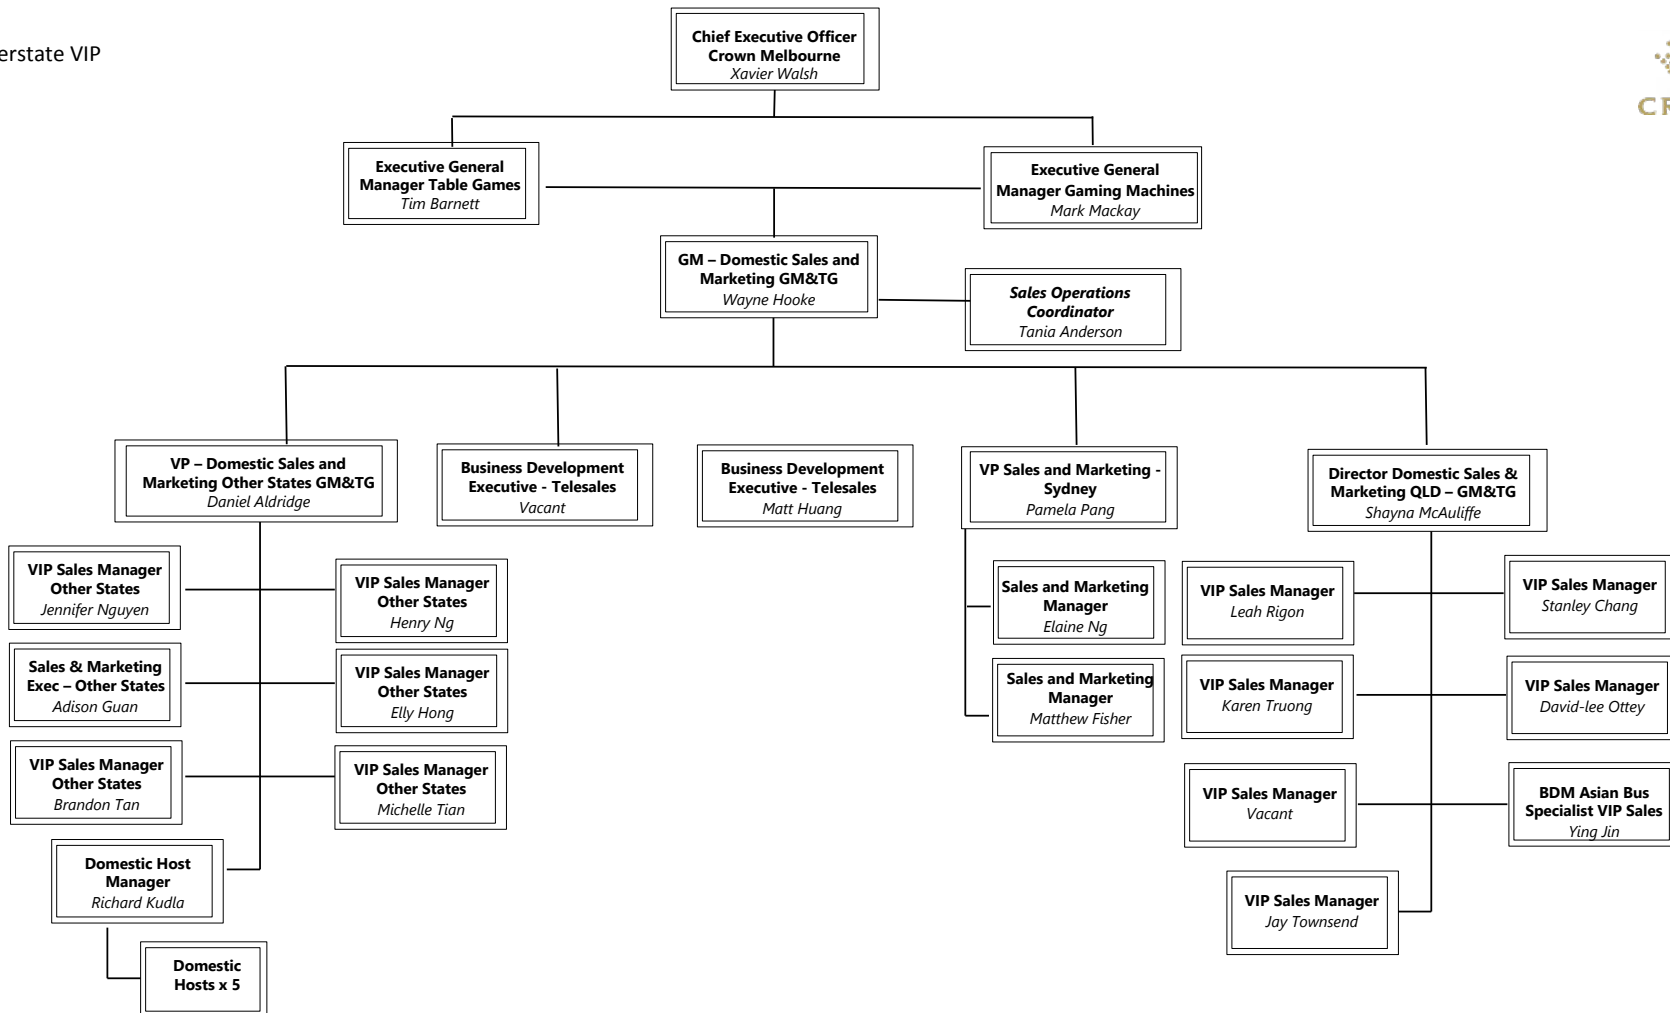 erstate VIP
Chief Executive Officer
Crown Melbourne
Xavier Walsh
CR
Executive General
Manager Table Games
Tim Barnett
Executive General
Manager Gaming Machines
Mark Mackay
GM – Domestic Sales and
Marketing GM&TG
Wayne Hooke
Sales Operations
Coordinator
Tania Anderson
VP – Domestic Sales and
Marketing Other States GM&TG
Daniel Aldridge
Business Development
Executive - Telesales
Vacant
Business Development
Executive - Telesales
Matt Huang
VP Sales and Marketing -
Sydney
Pamela Pang
Director Domestic Sales &
Marketing QLD – GM&TG
Shayna McAuliffe
VIP Sales Manager
Other States
Jennifer Nguyen
VIP Sales Manager
Other States
Henry Ng
Sales and Marketing
Manager
Elaine Ng
VIP Sales Manager
Leah Rigon
VIP Sales Manager
Stanley Chang
Sales & Marketing
Exec – Other States
Adison Guan
VIP Sales Manager
Other States
Elly Hong
Sales and Marketing
Manager
Matthew Fisher
VIP Sales Manager
Karen Truong
VIP Sales Manager
David-lee Ottey
VIP Sales Manager
Other States
Brandon Tan
VIP Sales Manager
Other States
Michelle Tian
VIP Sales Manager
Vacant
BDM Asian Bus
Specialist VIP Sales
Ying Jin
Domestic Host
Manager
Richard Kudla
VIP Sales Manager
Jay Townsend
Domestic
Hosts x 5